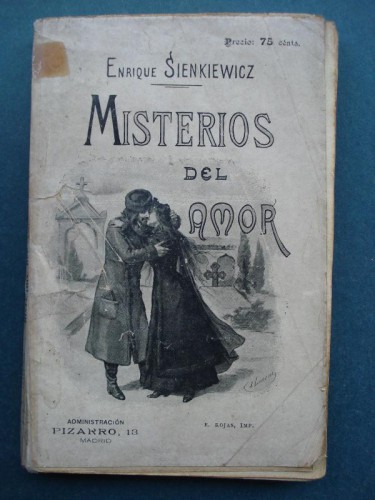 Precio: 75 cénts.
ENRIQUE SIENKIEWICZ
MISTERIOS
DEL
AMOR
ADMINISTRACIÓN
PIZARRO, 13
MADRID
F. ROJAS, IMP.